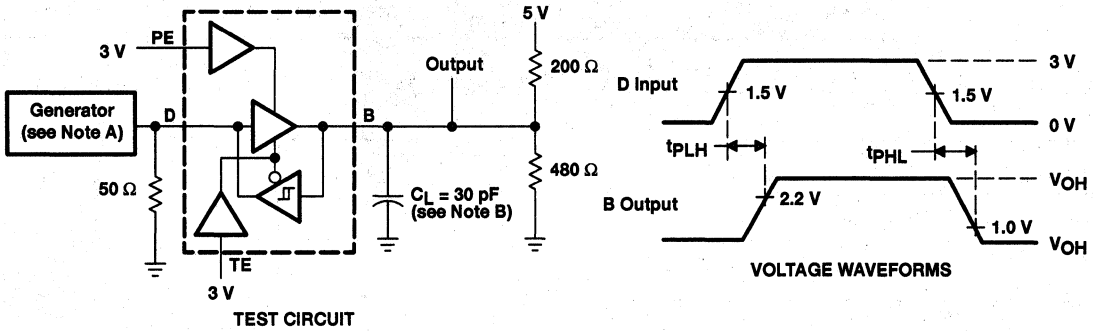 5 V
PE
3 V
200 Ω
Output
Generator
(see Note A)
D
B
50 Ω
480 Ω
CL = 30 pF
(see Note B)
TE
3 V
TEST CIRCUIT
3 V
D Input
1.5 V
1.5 V
0 V
tPLH
tPHL
VOH
B Output
2.2 V
1.0 V
VOH
VOLTAGE WAVEFORMS